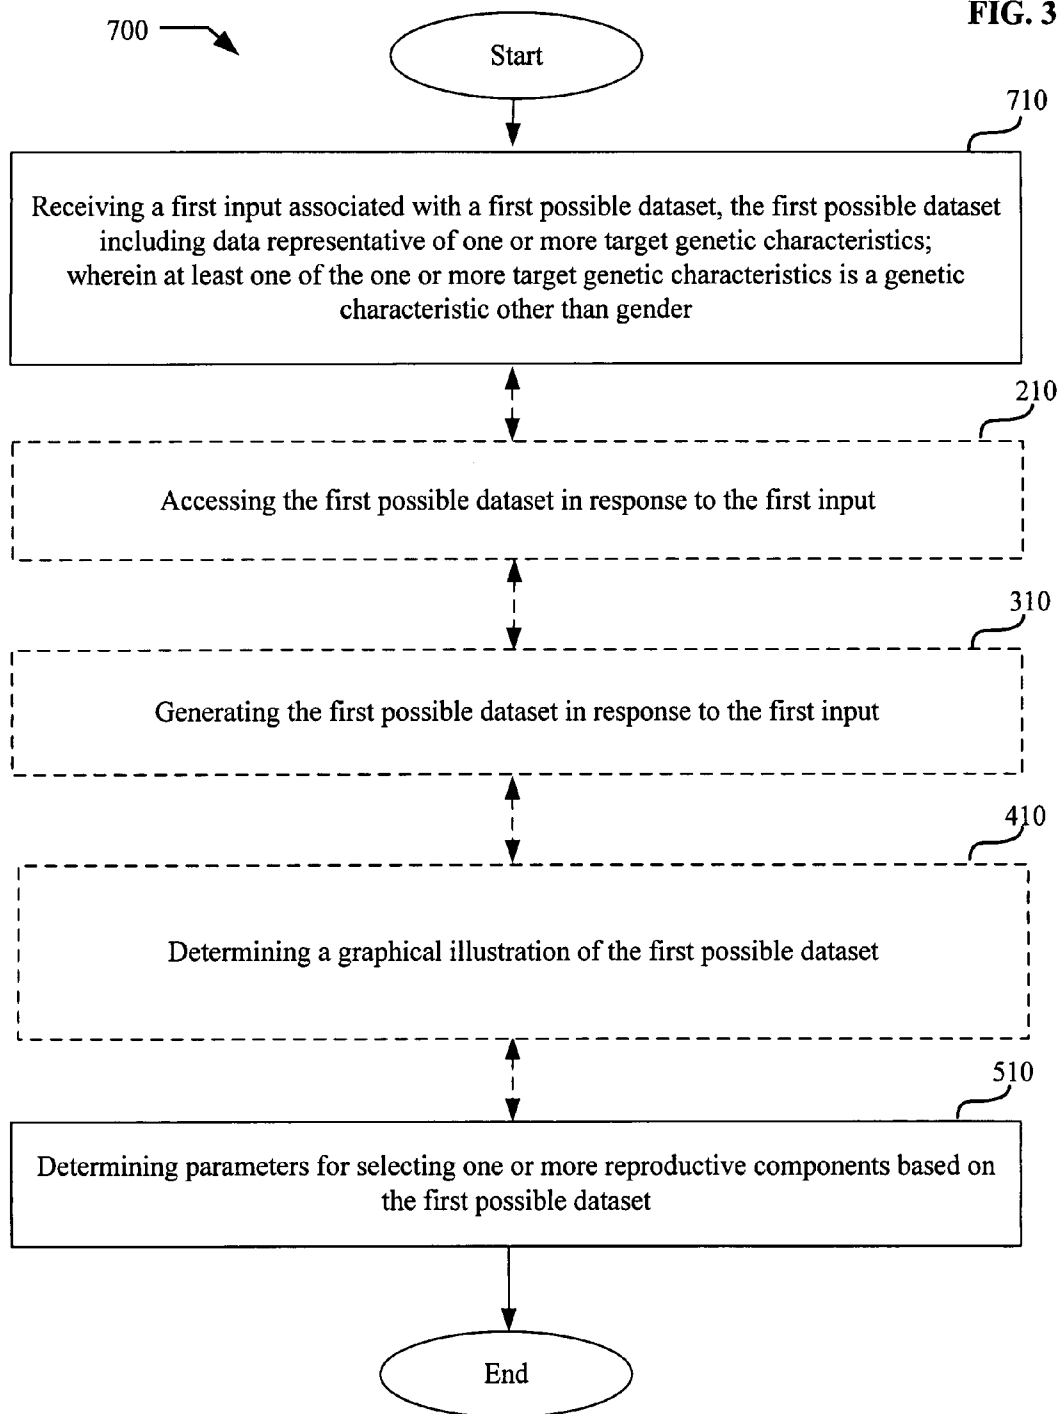 FIG. 3
700
Start
710
Receiving a first input associated with a first possible dataset, the first possible dataset
including data representative of one or more target genetic characteristics;
wherein at least one of the one or more target genetic characteristics is a genetic
characteristic other than gender
210
Accessing the first possible dataset in response to the first input
310
Generating the first possible dataset in response to the first input
410
Determining a graphical illustration of the first possible dataset
510
Determining parameters for selecting one or more reproductive components based on
the first possible dataset
End